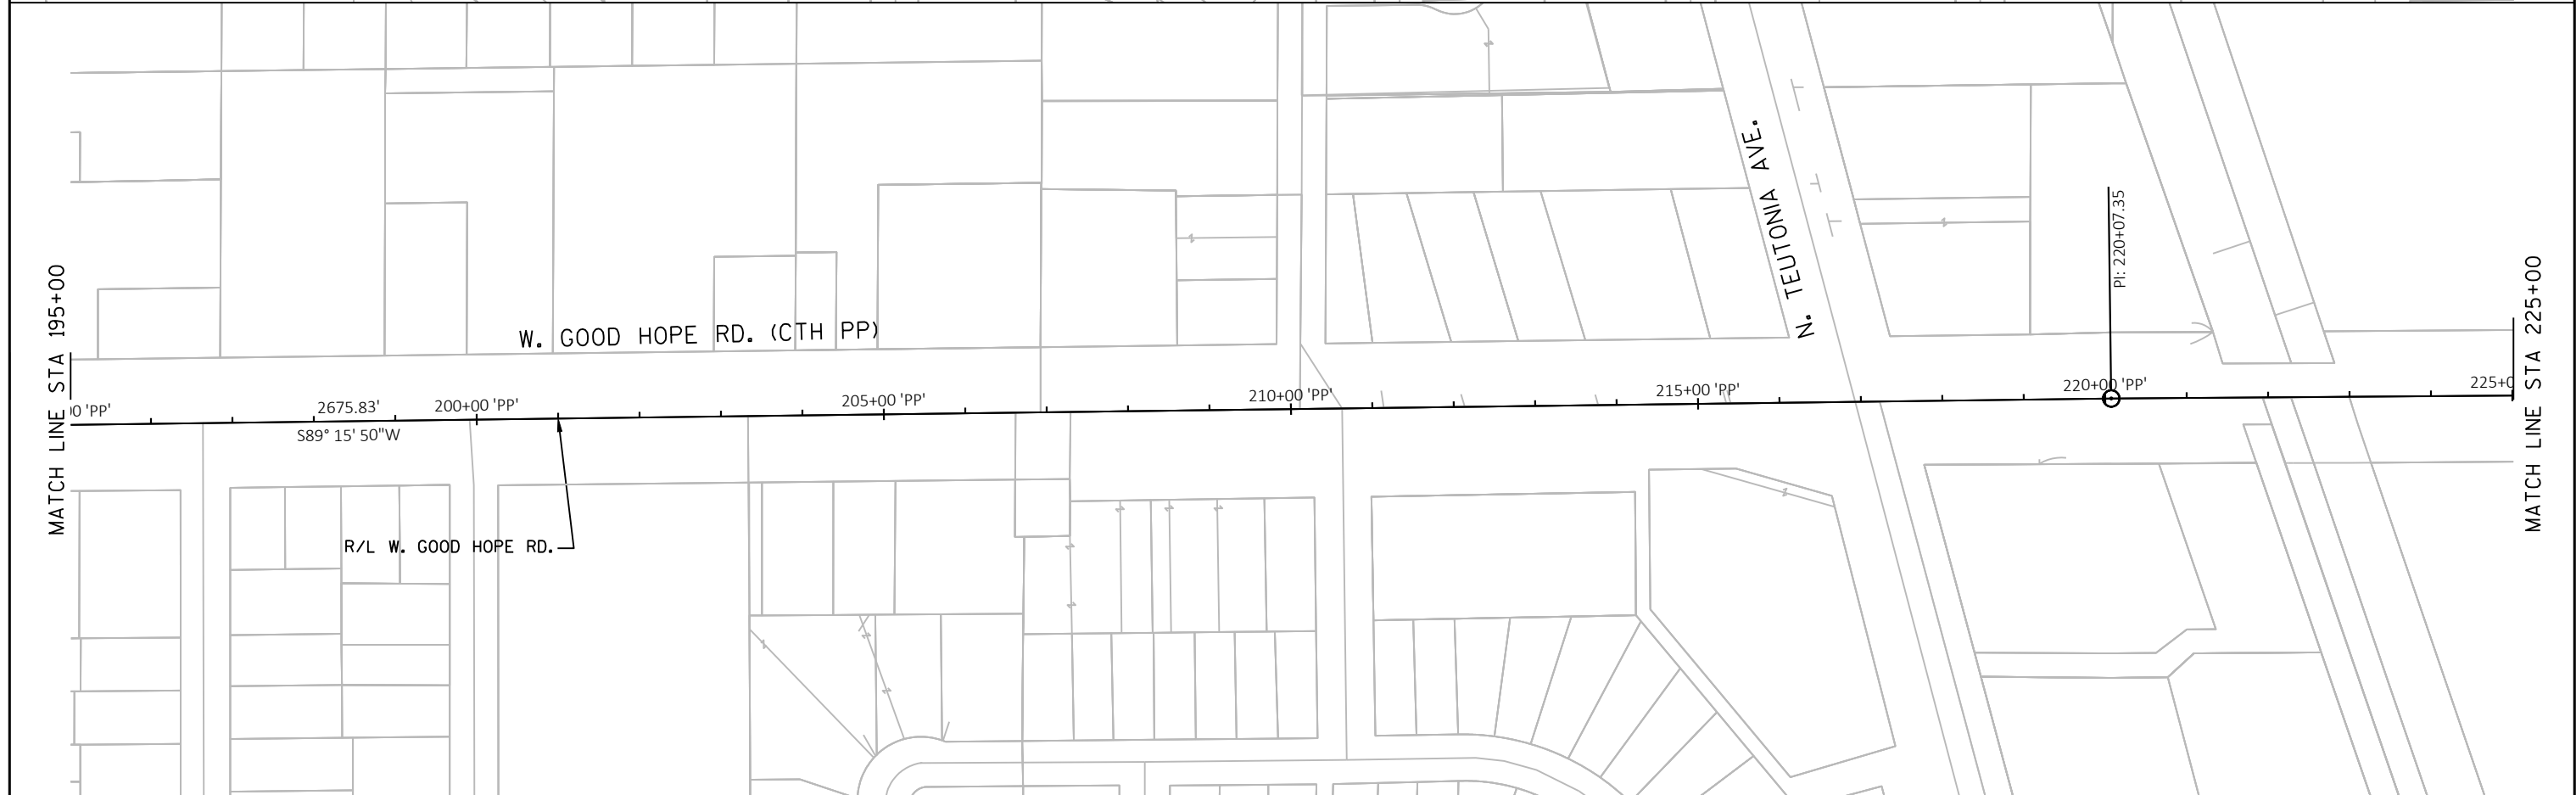 MATCH LINE STA 195+00
W. GOOD HOPE RD. (CTH PP)
N. TEUTONIA AVE.
PI: 220+07.35
MATCH LINE STA 225+00
0 'PP'
2675.83'
200+00 'PP'
205+00 'PP'
210+00 'PP'
215+00 'PP'
220+00 'PP'
225+0
S89° 15' 50"W
R/L W. GOOD HOPE RD.